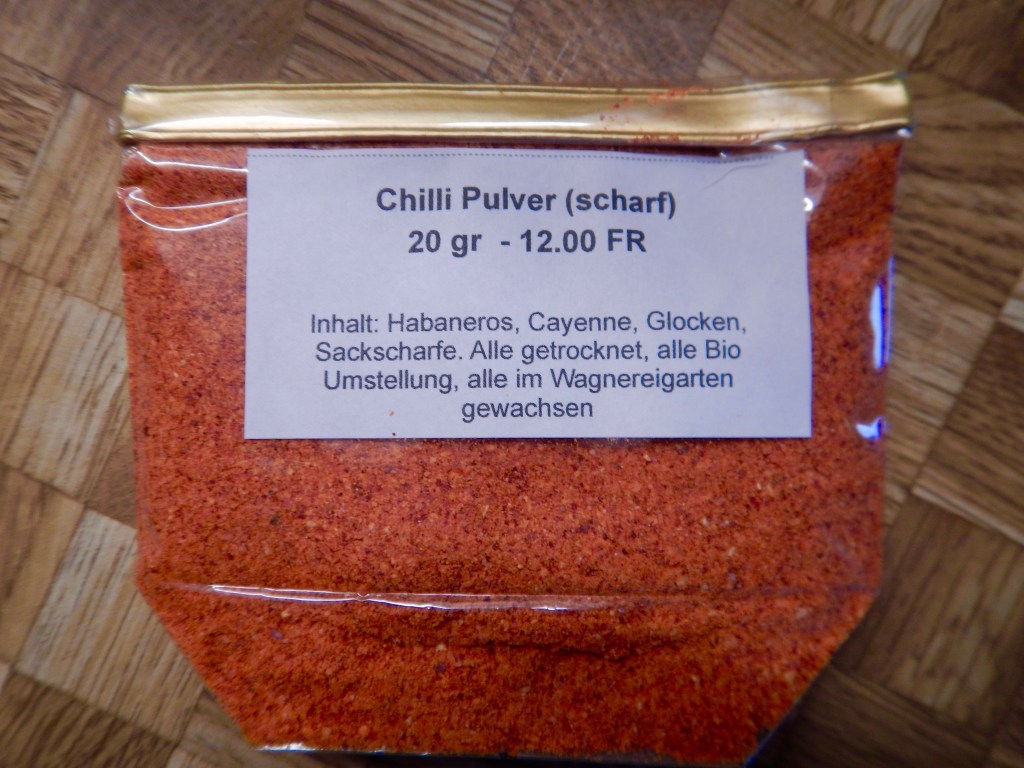 Chilli Pulver (scharf)
20 gr - 12.00 FR
Inhalt: Habaneros, Cayenne, Glocken,
Sackscharfe. Alle getrocknet, alle Bio
Umstellung, alle im Wagnereigarten
gewachsen